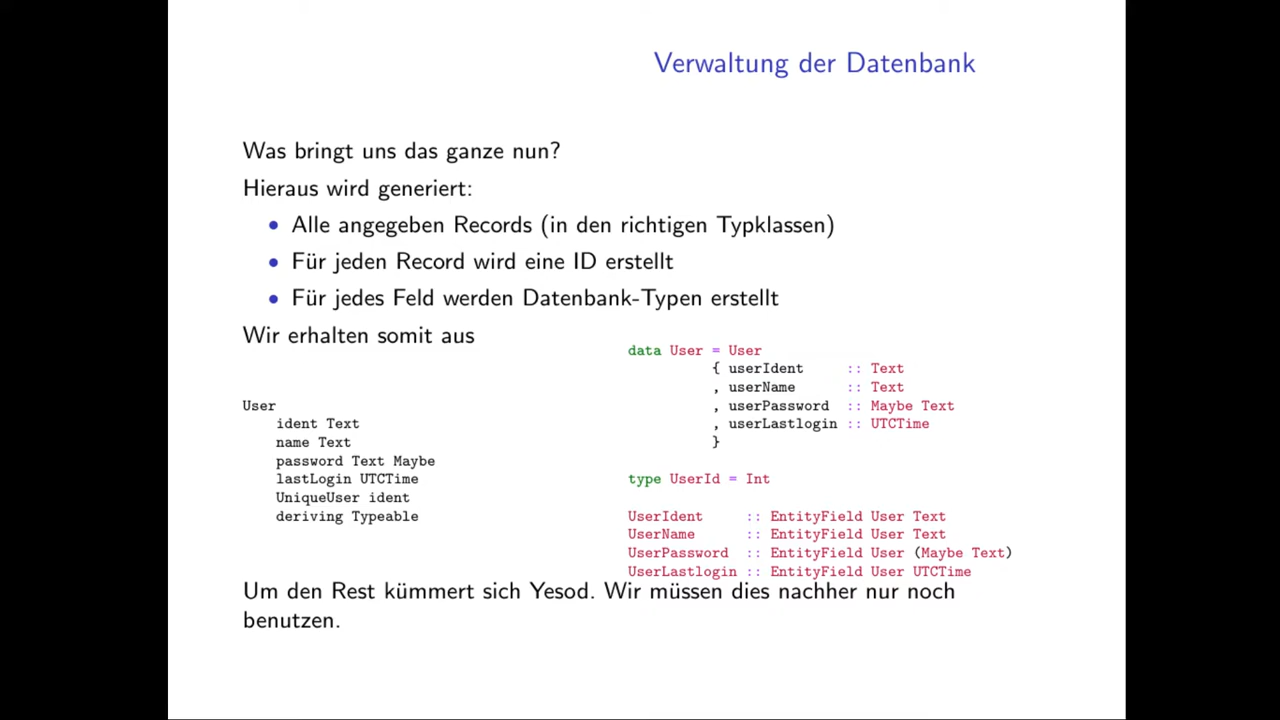 Verwaltung der Datenbank
Was bringt uns das ganze nun?
Hieraus wird generiert:
• Alle angegeben Records (in den richtigen Typklassen)
• Für jeden Record wird eine ID erstellt
• Für jedes Feld werden Datenbank-Typen erstellt
Wir erhalten somit aus
User
ident Text
name Text
password Text Maybe
lastLogin UTCTime
UniqueUser ident
deriving Typeable
data User = User
{ userIdent :: Text
, userName :: Text
, userPassword :: Maybe Text
, userLastlogin :: UTCTime
}
type UserId = Int
UserIdent :: EntityField User Text
UserName :: EntityField User Text
UserPassword :: EntityField User (Maybe Text)
UserLastlogin :: EntityField User UTCTime
Um den Rest kümmert sich Yesod. Wir müssen dies nachher nur noch
benutzen.